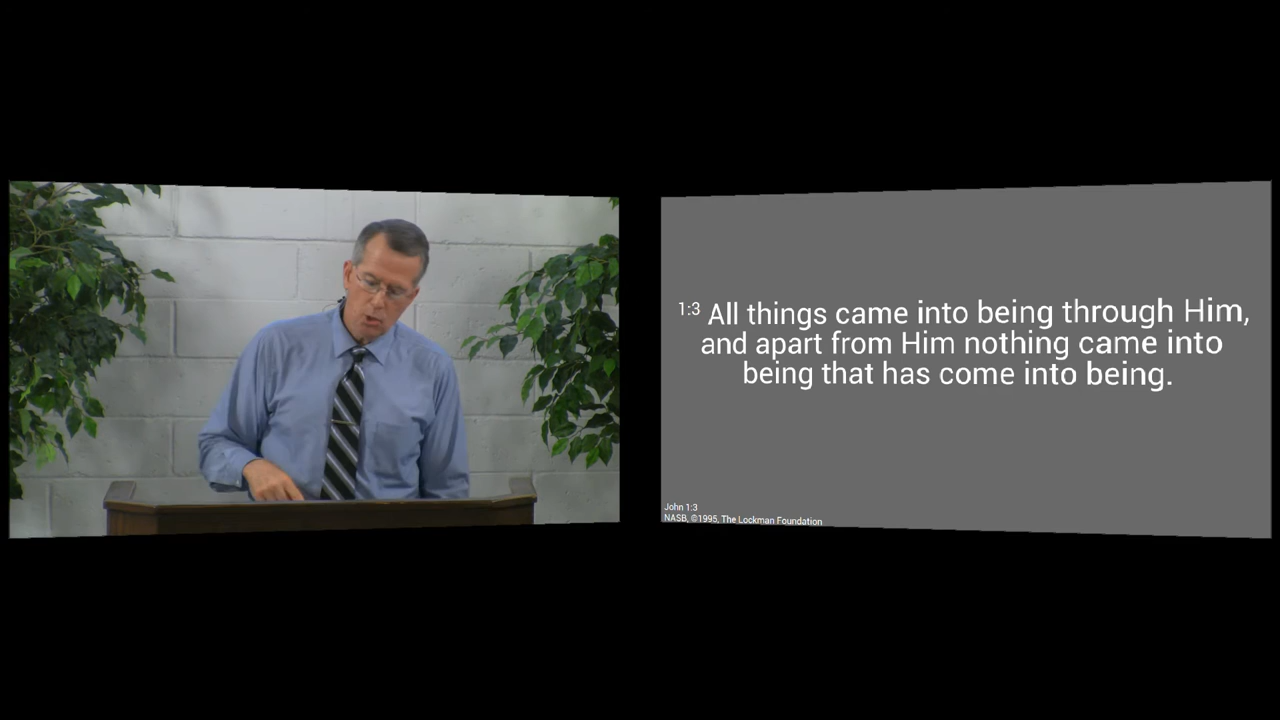 1:3 All things came into being through Him,
and apart from Him nothing came into
being that has come into being.
John 1:3
NASB, ©1995, The Lockman Foundation